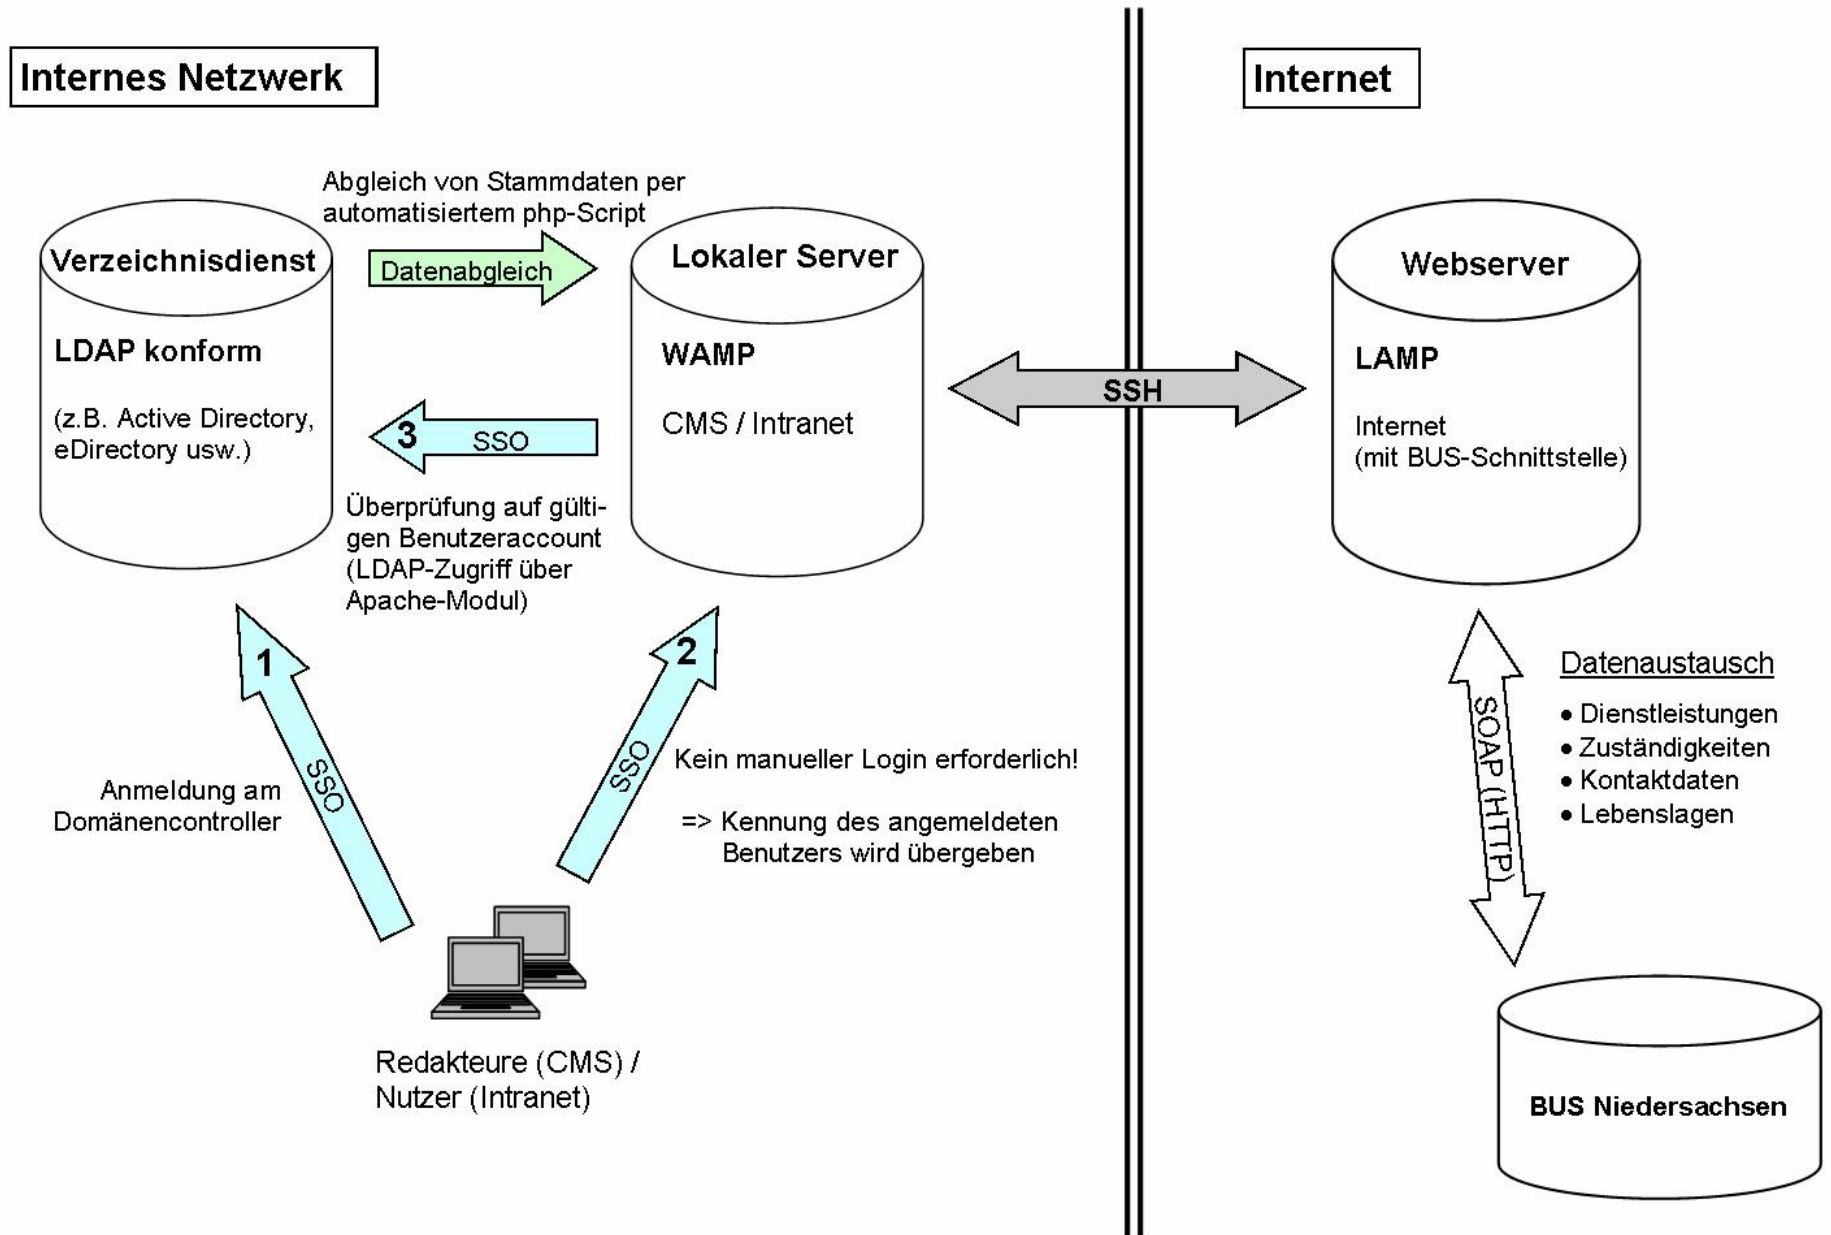 Internes Netzwerk
Internet
Abgleich von Stammdaten per
automatisiertem php-Script
Verzeichnisdienst
Datenabgleich
Lokaler Server
Webserver
LDAP konform
(z.B. Active Directory,
eDirectory usw.)
WAMP
CMS / Intranet
SSH
LAMP
Internet
(mit BUS-Schnittstelle)
3
SSO
Überprüfung auf gülti-
gen Benutzeraccount
(LDAP-Zugriff über
Apache-Modul)
1
SSO
Anmeldung am
Domänencontroller
2
SSO
Kein manueller Login erforderlich!
=> Kennung des angemeldeten
Benutzers wird übergeben
SOAP (HTTP)
Datenaustausch
• Dienstleistungen
• Zuständigkeiten
• Kontaktdaten
• Lebenslagen
Redakteure (CMS) /
Nutzer (Intranet)
BUS Niedersachsen